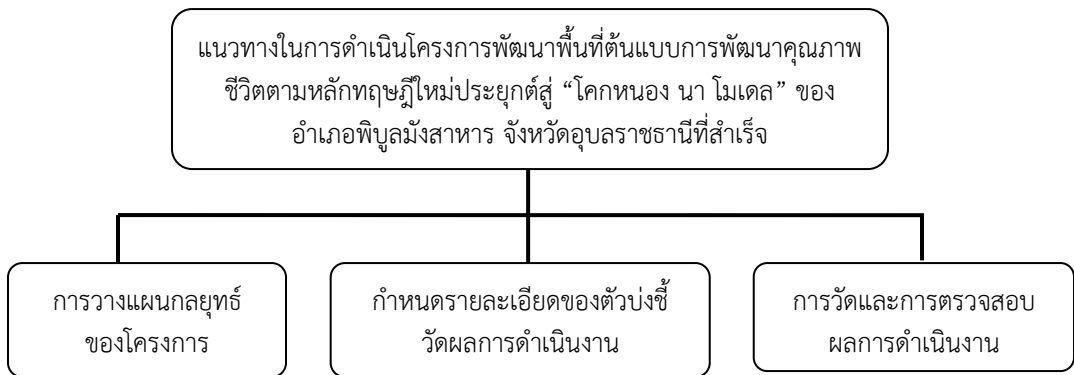 แนวทางในการดำเนินโครงการพัฒนาพื้นที่ต้นแบบการพัฒนาคุณภาพ
ชีวิตตามหลักทฤษฎีใหม่ประยุกต์สู่ “โคกหนอง นา โมเดล” ของ
อำเภอพิบูลมังสาหาร จังหวัดอุบลราชธานีที่สำเร็จ
การวางแผนกลยุทธ์
ของโครงการ
กำหนดรายละเอียดของตัวบ่งชี้
วัดผลการดำเนินงาน
การวัดและการตรวจสอบ
ผลการดำเนินงาน